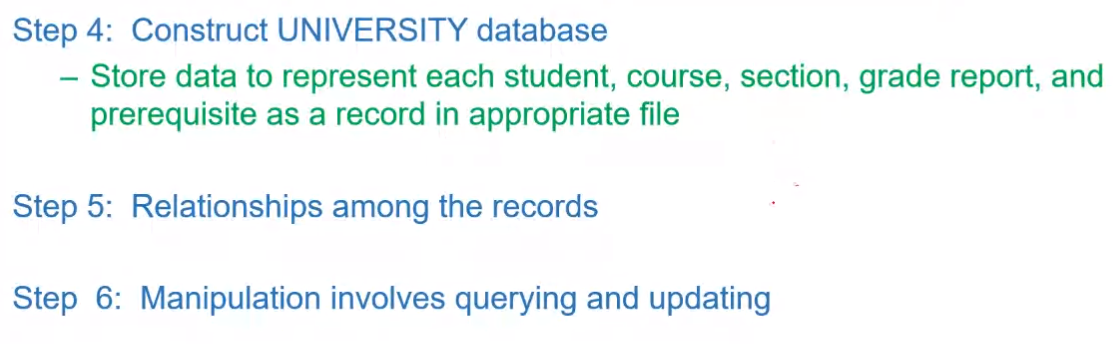 Step 4: Construct UNIVERSITY database
– Store data to represent each student, course, section, grade report, and
prerequisite as a record in appropriate file
Step 5: Relationships among the records
Step 6: Manipulation involves querying and updating